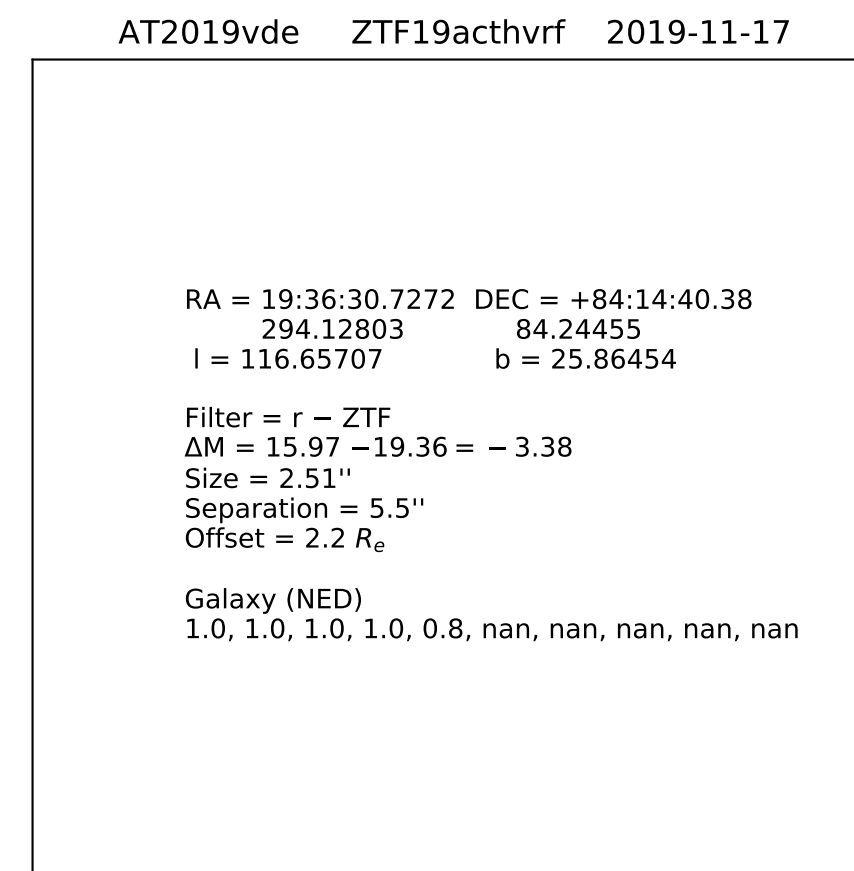 AT2019vde ZTF19acthvrf 2019-11-17
RA = 19:36:30.7272 DEC = +84:14:40.38
294.12803 84.24455
l = 116.65707 b = 25.86454
Filter = r − ZTF
ΔM = 15.97 −19.36 = − 3.38
Size = 2.51''
Separation = 5.5''
Offset = 2.2 Rₑ
Galaxy (NED)
1.0, 1.0, 1.0, 1.0, 0.8, nan, nan, nan, nan, nan